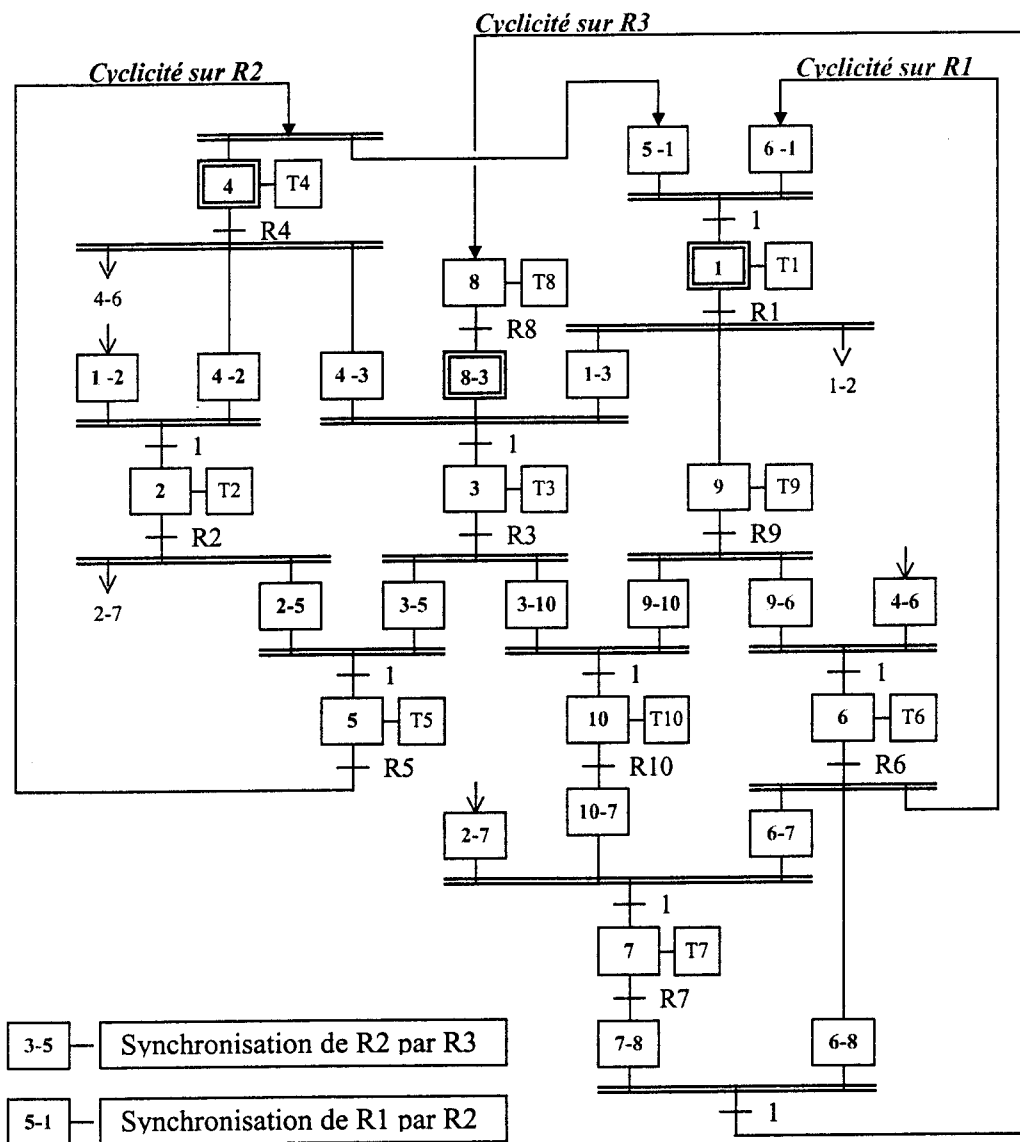 Cyclicité sur R3
Cyclicité sur R2
Cyclicité sur R1
5 -1
6 -1
4
T4
1
R4
1
T1
4-6
8
T8
R1
R8
1 -2
4 -2
4 -3
8-3
1-3
1-2
1
1
2
T2
3
T3
9
T9
R2
R3
R9
2-7
2-5
3-5
3-10
9-10
9-6
4-6
1
1
1
5
T5
10
T10
6
T6
R5
R10
R6
2-7
10-7
6-7
1
7
T7
R7
3-5
Synchronisation de R2 par R3
7-8
6-8
5-1
Synchronisation de R1 par R2
1